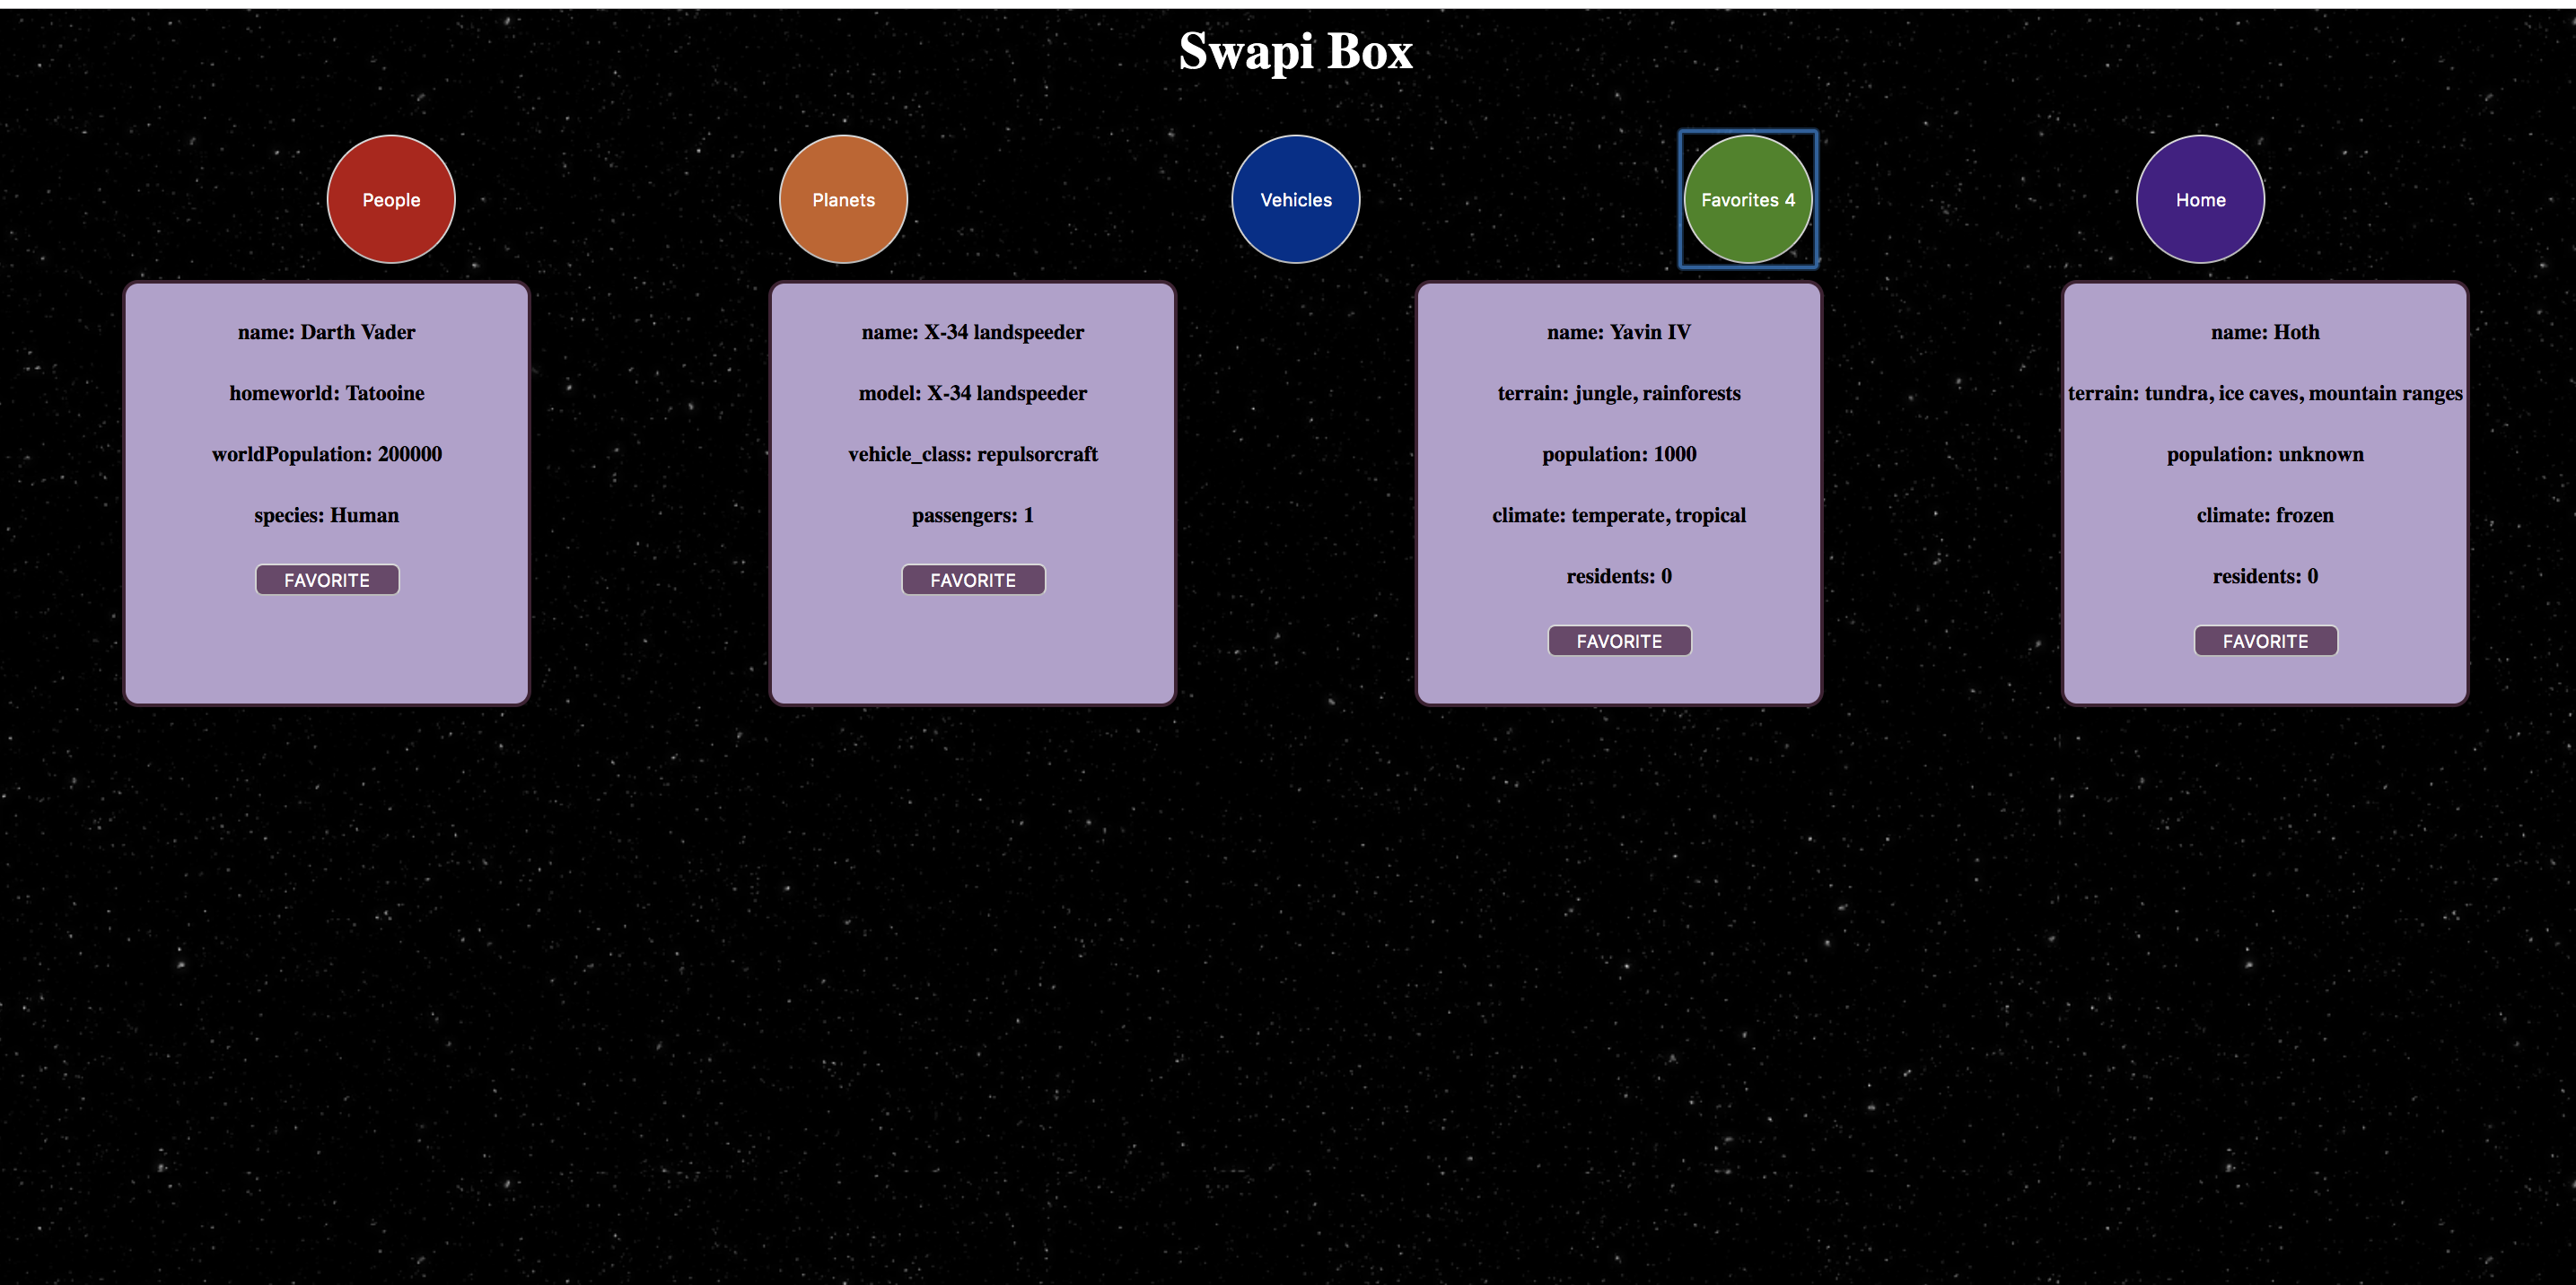 Swapi Box
People
Planets
Vehicles
Favorites 4
Home
name: Darth Vader
homeworld: Tatooine
worldPopulation: 200000
species: Human
FAVORITE
name: X-34 landspeeder
model: X-34 landspeeder
vehicle_class: repulsorcraft
passengers: 1
FAVORITE
name: Yavin IV
terrain: jungle, rainforests
population: 1000
climate: temperate, tropical
residents: 0
FAVORITE
name: Hoth
terrain: tundra, ice caves, mountain ranges
population: unknown
climate: frozen
residents: 0
FAVORITE